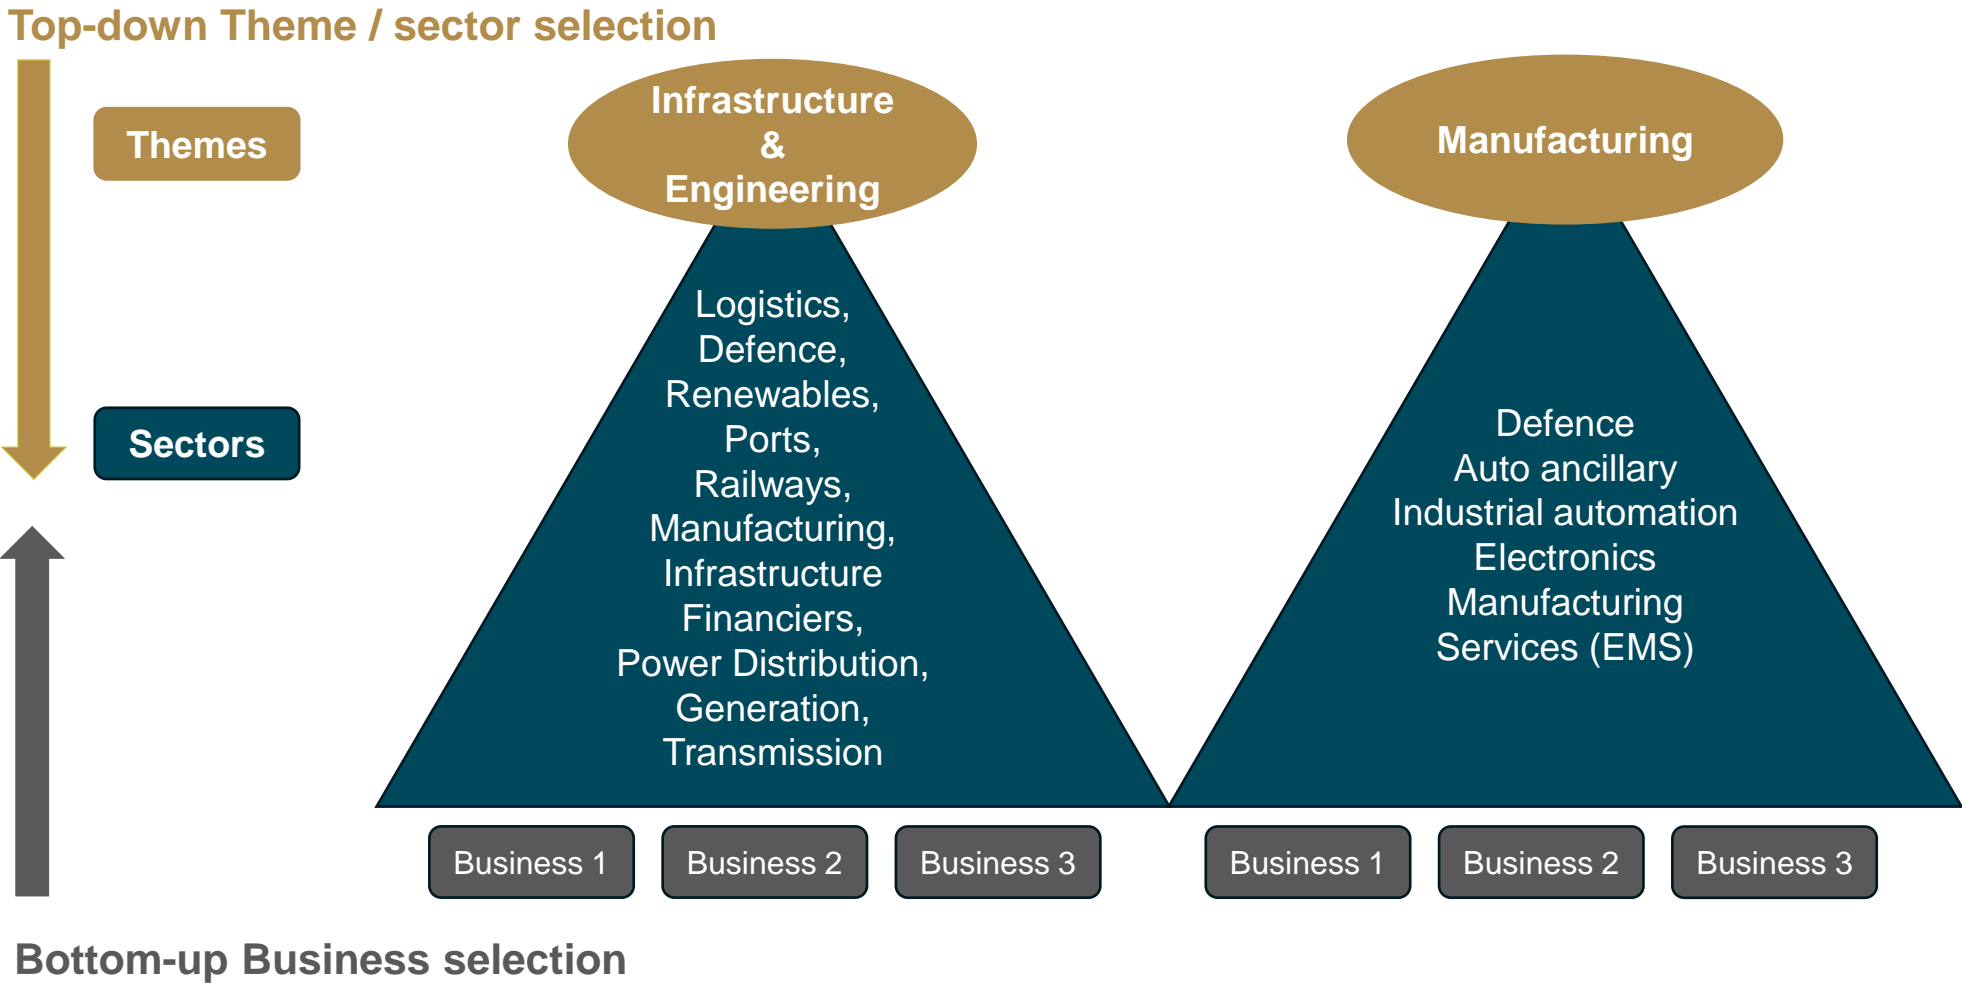 Top-down Theme / sector selection
Themes
Infrastructure
&
Engineering
Manufacturing
Sectors
Logistics,
Defence,
Renewables,
Ports,
Railways,
Manufacturing,
Infrastructure
Financiers,
Power Distribution,
Generation,
Transmission
Defence
Auto ancillary
Industrial automation
Electronics
Manufacturing
Services (EMS)
Business 1
Business 2
Business 3
Business 1
Business 2
Business 3
Bottom-up Business selection